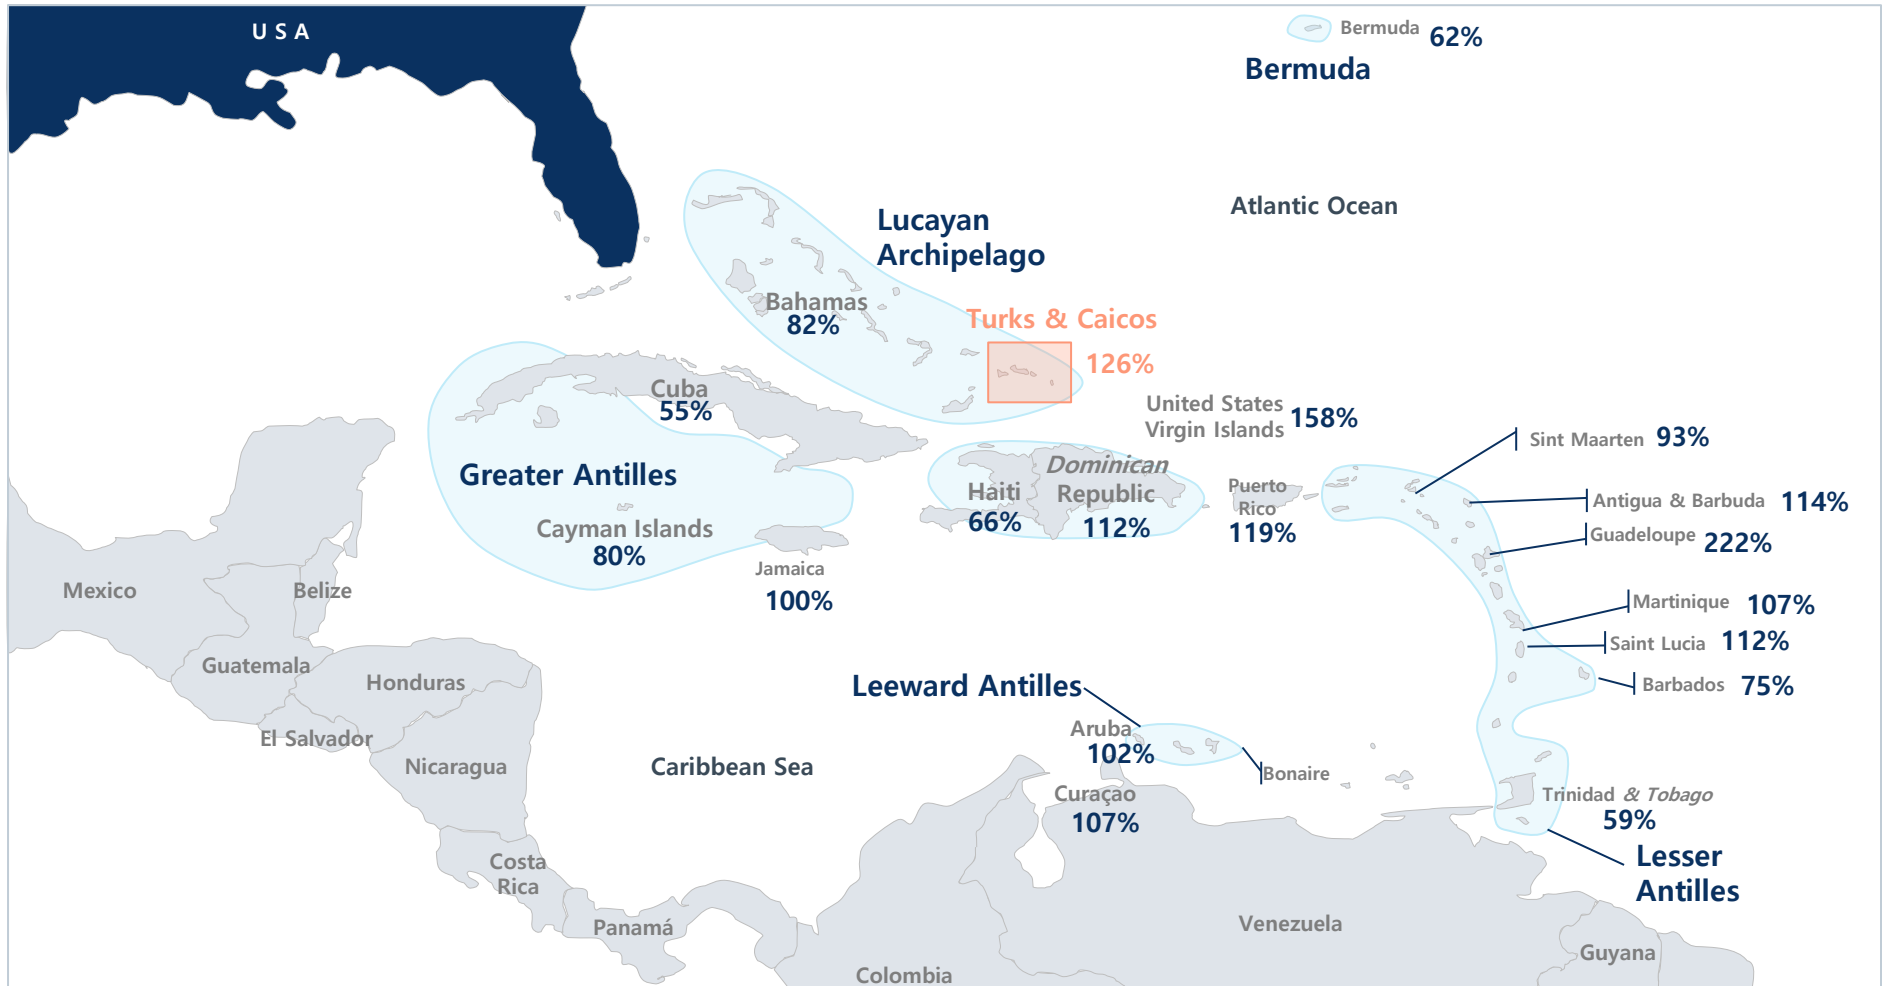 USA
Bermuda 62%
Bermuda
Atlantic Ocean
Lucayan
Archipelago
Bahamas
82%
Turks & Caicos
126%
Cuba
55%
United States
Virgin Islands 158%
Greater Antilles
Cayman Islands
80%
Jamaica
100%
Haiti
66%
Dominican
Republic
112%
Puerto
Rico
119%
Sint Maarten 93%
Antigua & Barbuda 114%
Guadeloupe 222%
Martinique 107%
Saint Lucia 112%
Barbados 75%
Mexico
Belize
Guatemala
Honduras
El Salvador
Nicaragua
Costa
Rica
Panamá
Caribbean Sea
Leeward Antilles
Aruba
102%
Bonaire
Curaçao
107%
Trinidad & Tobago
59%
Lesser
Antilles
Venezuela
Colombia
Guyana